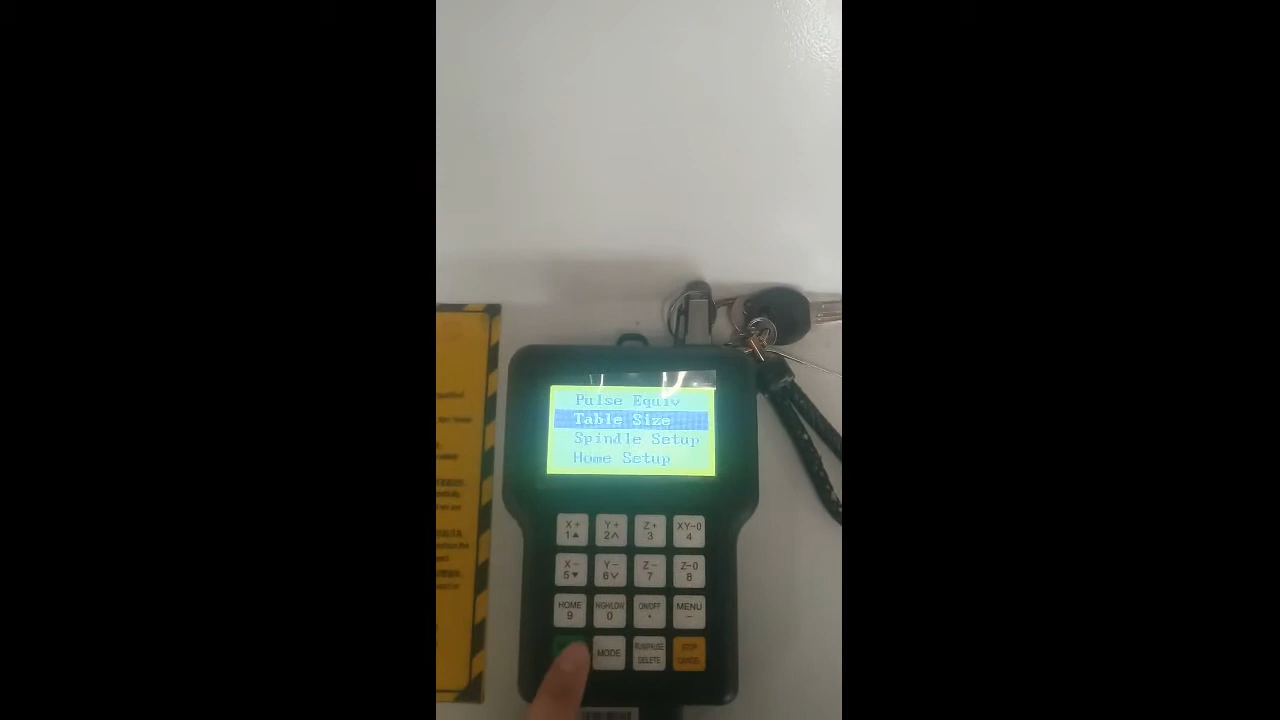 Pulse Equiv
Table Size
Spindle Setup
Home Setup
X+ Y+ Z+ XY-0
1▲ 2∧ 3 4
X- Y- Z- Z-0
5▼ 6∨ 7 8
HOME HIGH/LOW ON/OFF MENU
9 0 • -
MODE RUN/PAUSE STOP
DELETE CANCEL